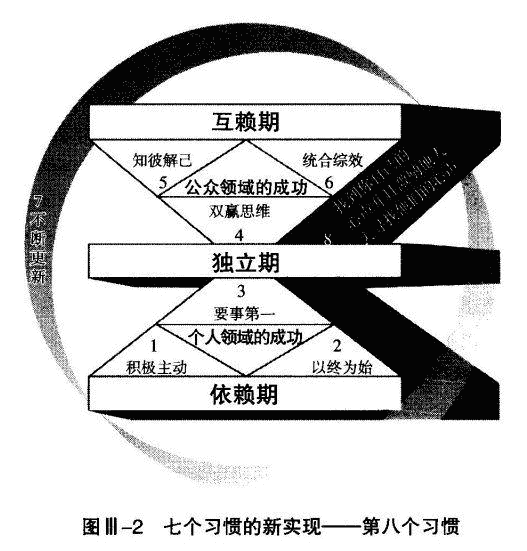 互赖期
知彼解己
统合综效
5
6
公众领域的成功
双赢思维
4
7 不断更新
8
独立期
3
要事第一
个人领域的成功
1
2
积极主动
以终为始
依赖期
图Ⅲ-2 七个习惯的新实现——第八个习惯